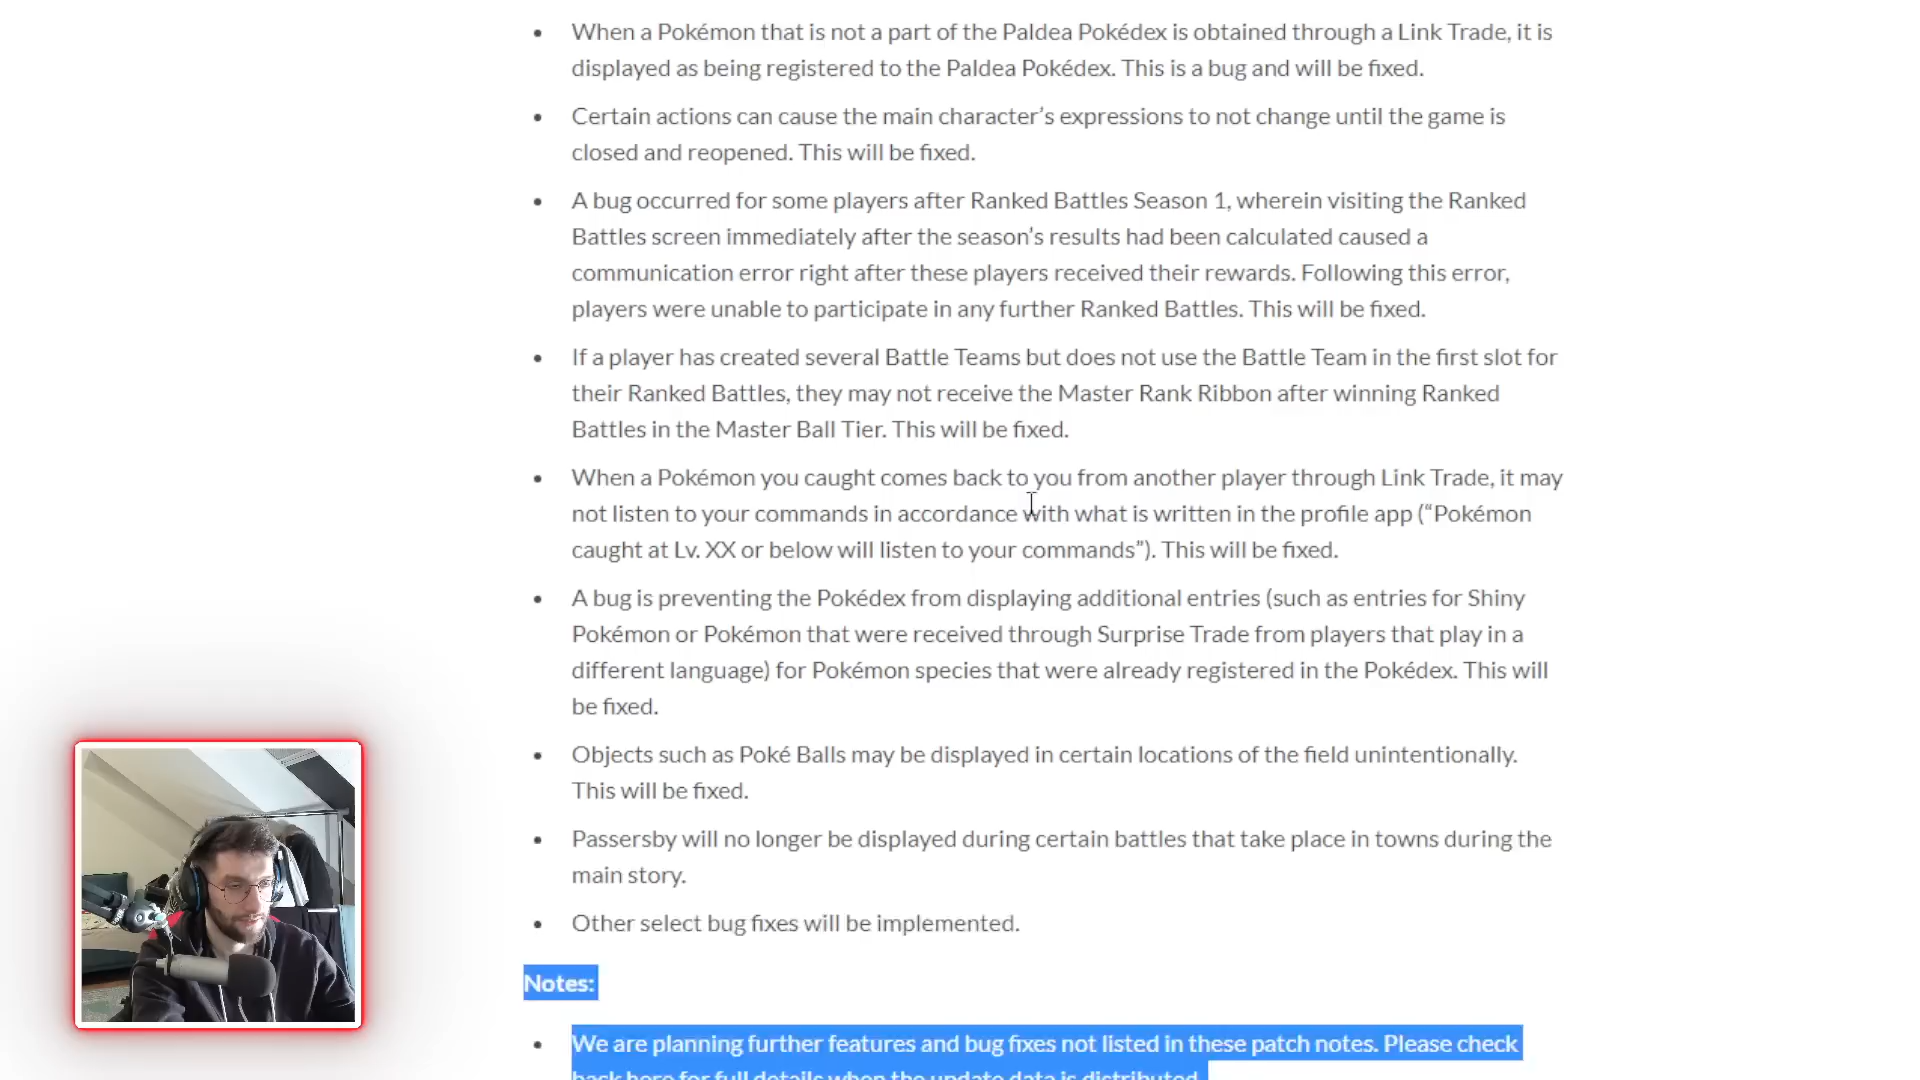 When a Pokémon that is not a part of the Paldea Pokédex is obtained through a Link Trade, it is
displayed as being registered to the Paldea Pokédex. This is a bug and will be fixed.
Certain actions can cause the main character’s expressions to not change until the game is
closed and reopened. This will be fixed.
A bug occurred for some players after Ranked Battles Season 1, wherein visiting the Ranked
Battles screen immediately after the season’s results had been calculated caused a
communication error right after these players received their rewards. Following this error,
players were unable to participate in any further Ranked Battles. This will be fixed.
If a player has created several Battle Teams but does not use the Battle Team in the first slot for
their Ranked Battles, they may not receive the Master Rank Ribbon after winning Ranked
Battles in the Master Ball Tier. This will be fixed.
When a Pokémon you caught comes back to you from another player through Link Trade, it may
not listen to your commands in accordance with what is written in the profile app (“Pokémon
caught at Lv. XX or below will listen to your commands”). This will be fixed.
A bug is preventing the Pokédex from displaying additional entries (such as entries for Shiny
Pokémon or Pokémon that were received through Surprise Trade from players that play in a
different language) for Pokémon species that were already registered in the Pokédex. This will
be fixed.
Objects such as Poké Balls may be displayed in certain locations of the field unintentionally.
This will be fixed.
Passersby will no longer be displayed during certain battles that take place in towns during the
main story.
Other select bug fixes will be implemented.
Notes:
We are planning further features and bug fixes not listed in these patch notes. Please check
back here for full details when the update data is distributed.